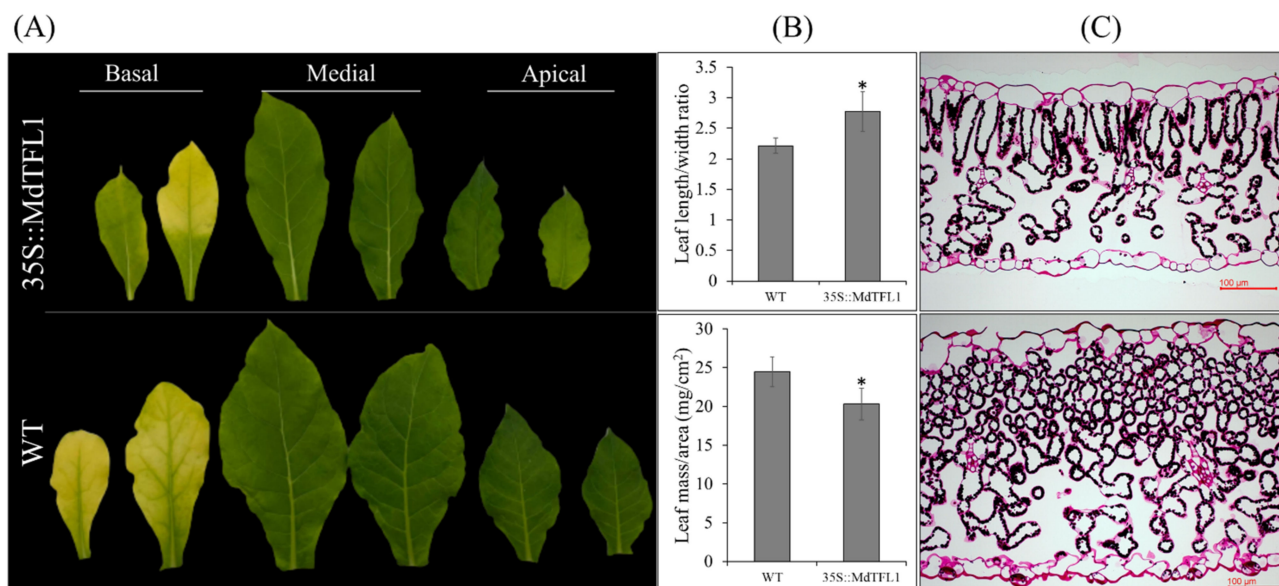 (A)
(B)
(C)
Basal
Medial
Apical
35S::MdTFL1
WT
Leaf length/width ratio
3.5
3
2.5
2
1.5
1
0.5
0
*
WT
35S::MdTFL1
Leaf mass/area (mg/cm²)
30
25
20
15
10
5
0
*
WT
35S::MdTFL1
100 µm
100 µm